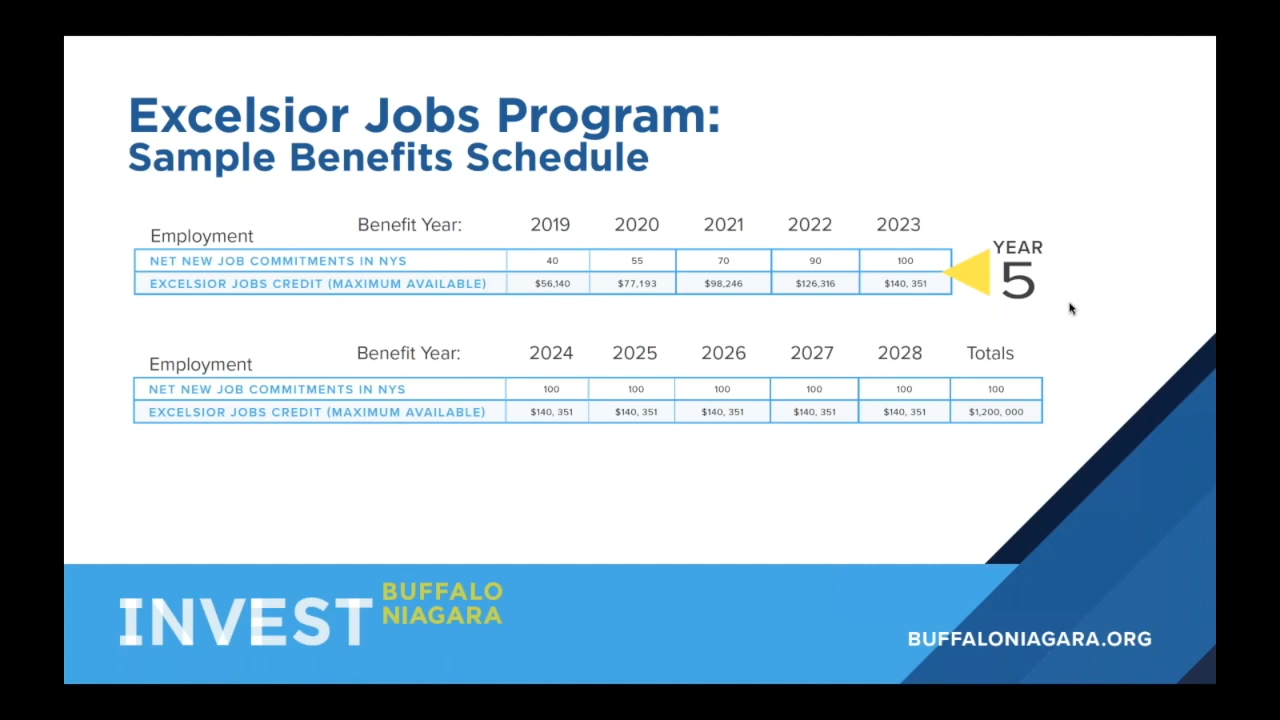 Excelsior Jobs Program:
Sample Benefits Schedule
Employment Benefit Year: 2019 2020 2021 2022 2023
NET NEW JOB COMMITMENTS IN NYS 40 55 70 90 100
EXCELSIOR JOBS CREDIT (MAXIMUM AVAILABLE) $56,140 $77,193 $98,246 $126,316 $140, 351
YEAR
5
Employment Benefit Year: 2024 2025 2026 2027 2028 Totals
NET NEW JOB COMMITMENTS IN NYS 100 100 100 100 100 100
EXCELSIOR JOBS CREDIT (MAXIMUM AVAILABLE) $140, 351 $140, 351 $140, 351 $140, 351 $140, 351 $1,200, 000
INVEST BUFFALO
NIAGARA
BUFFALONIAGARA.ORG